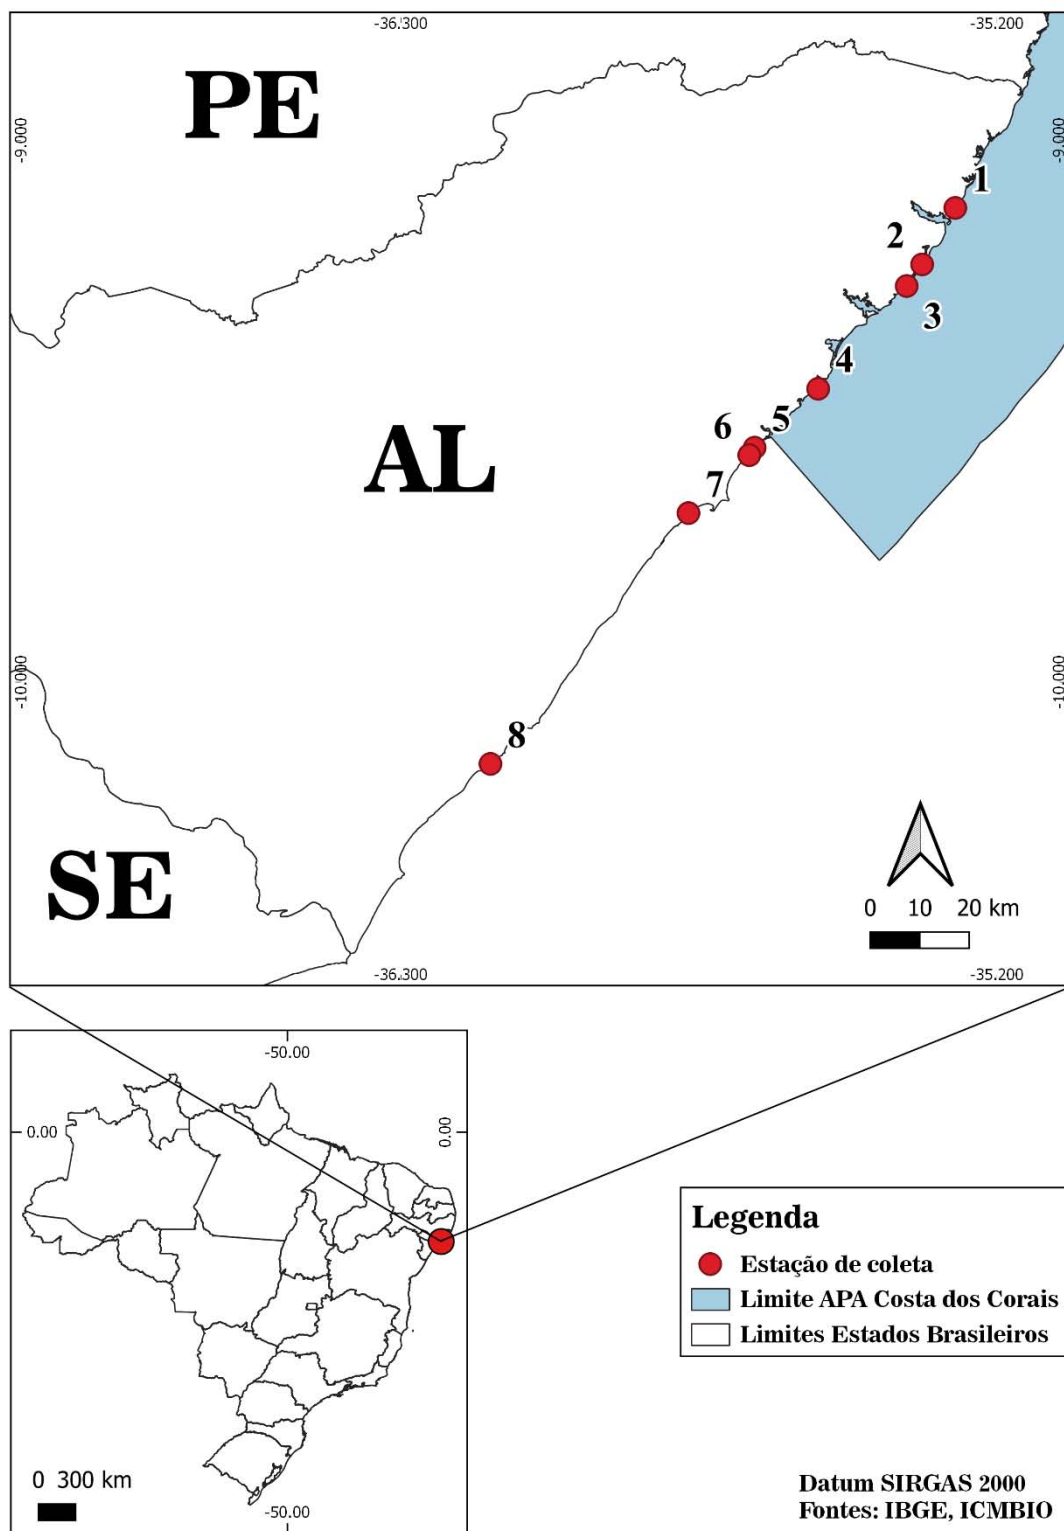 -36.300
-35.200
PE
-9.000
-9.000
1
2
3
4
AL
5
6
7
-10.000
-10.000
8
SE
0 10 20 km
-36.300
-35.200
-50.00
0.00
0.00
Legenda
Estação de coleta
Limite APA Costa dos Corais
Limites Estados Brasileiros
0 300 km
-50.00
Datum SIRGAS 2000
Fontes: IBGE, ICMBIO